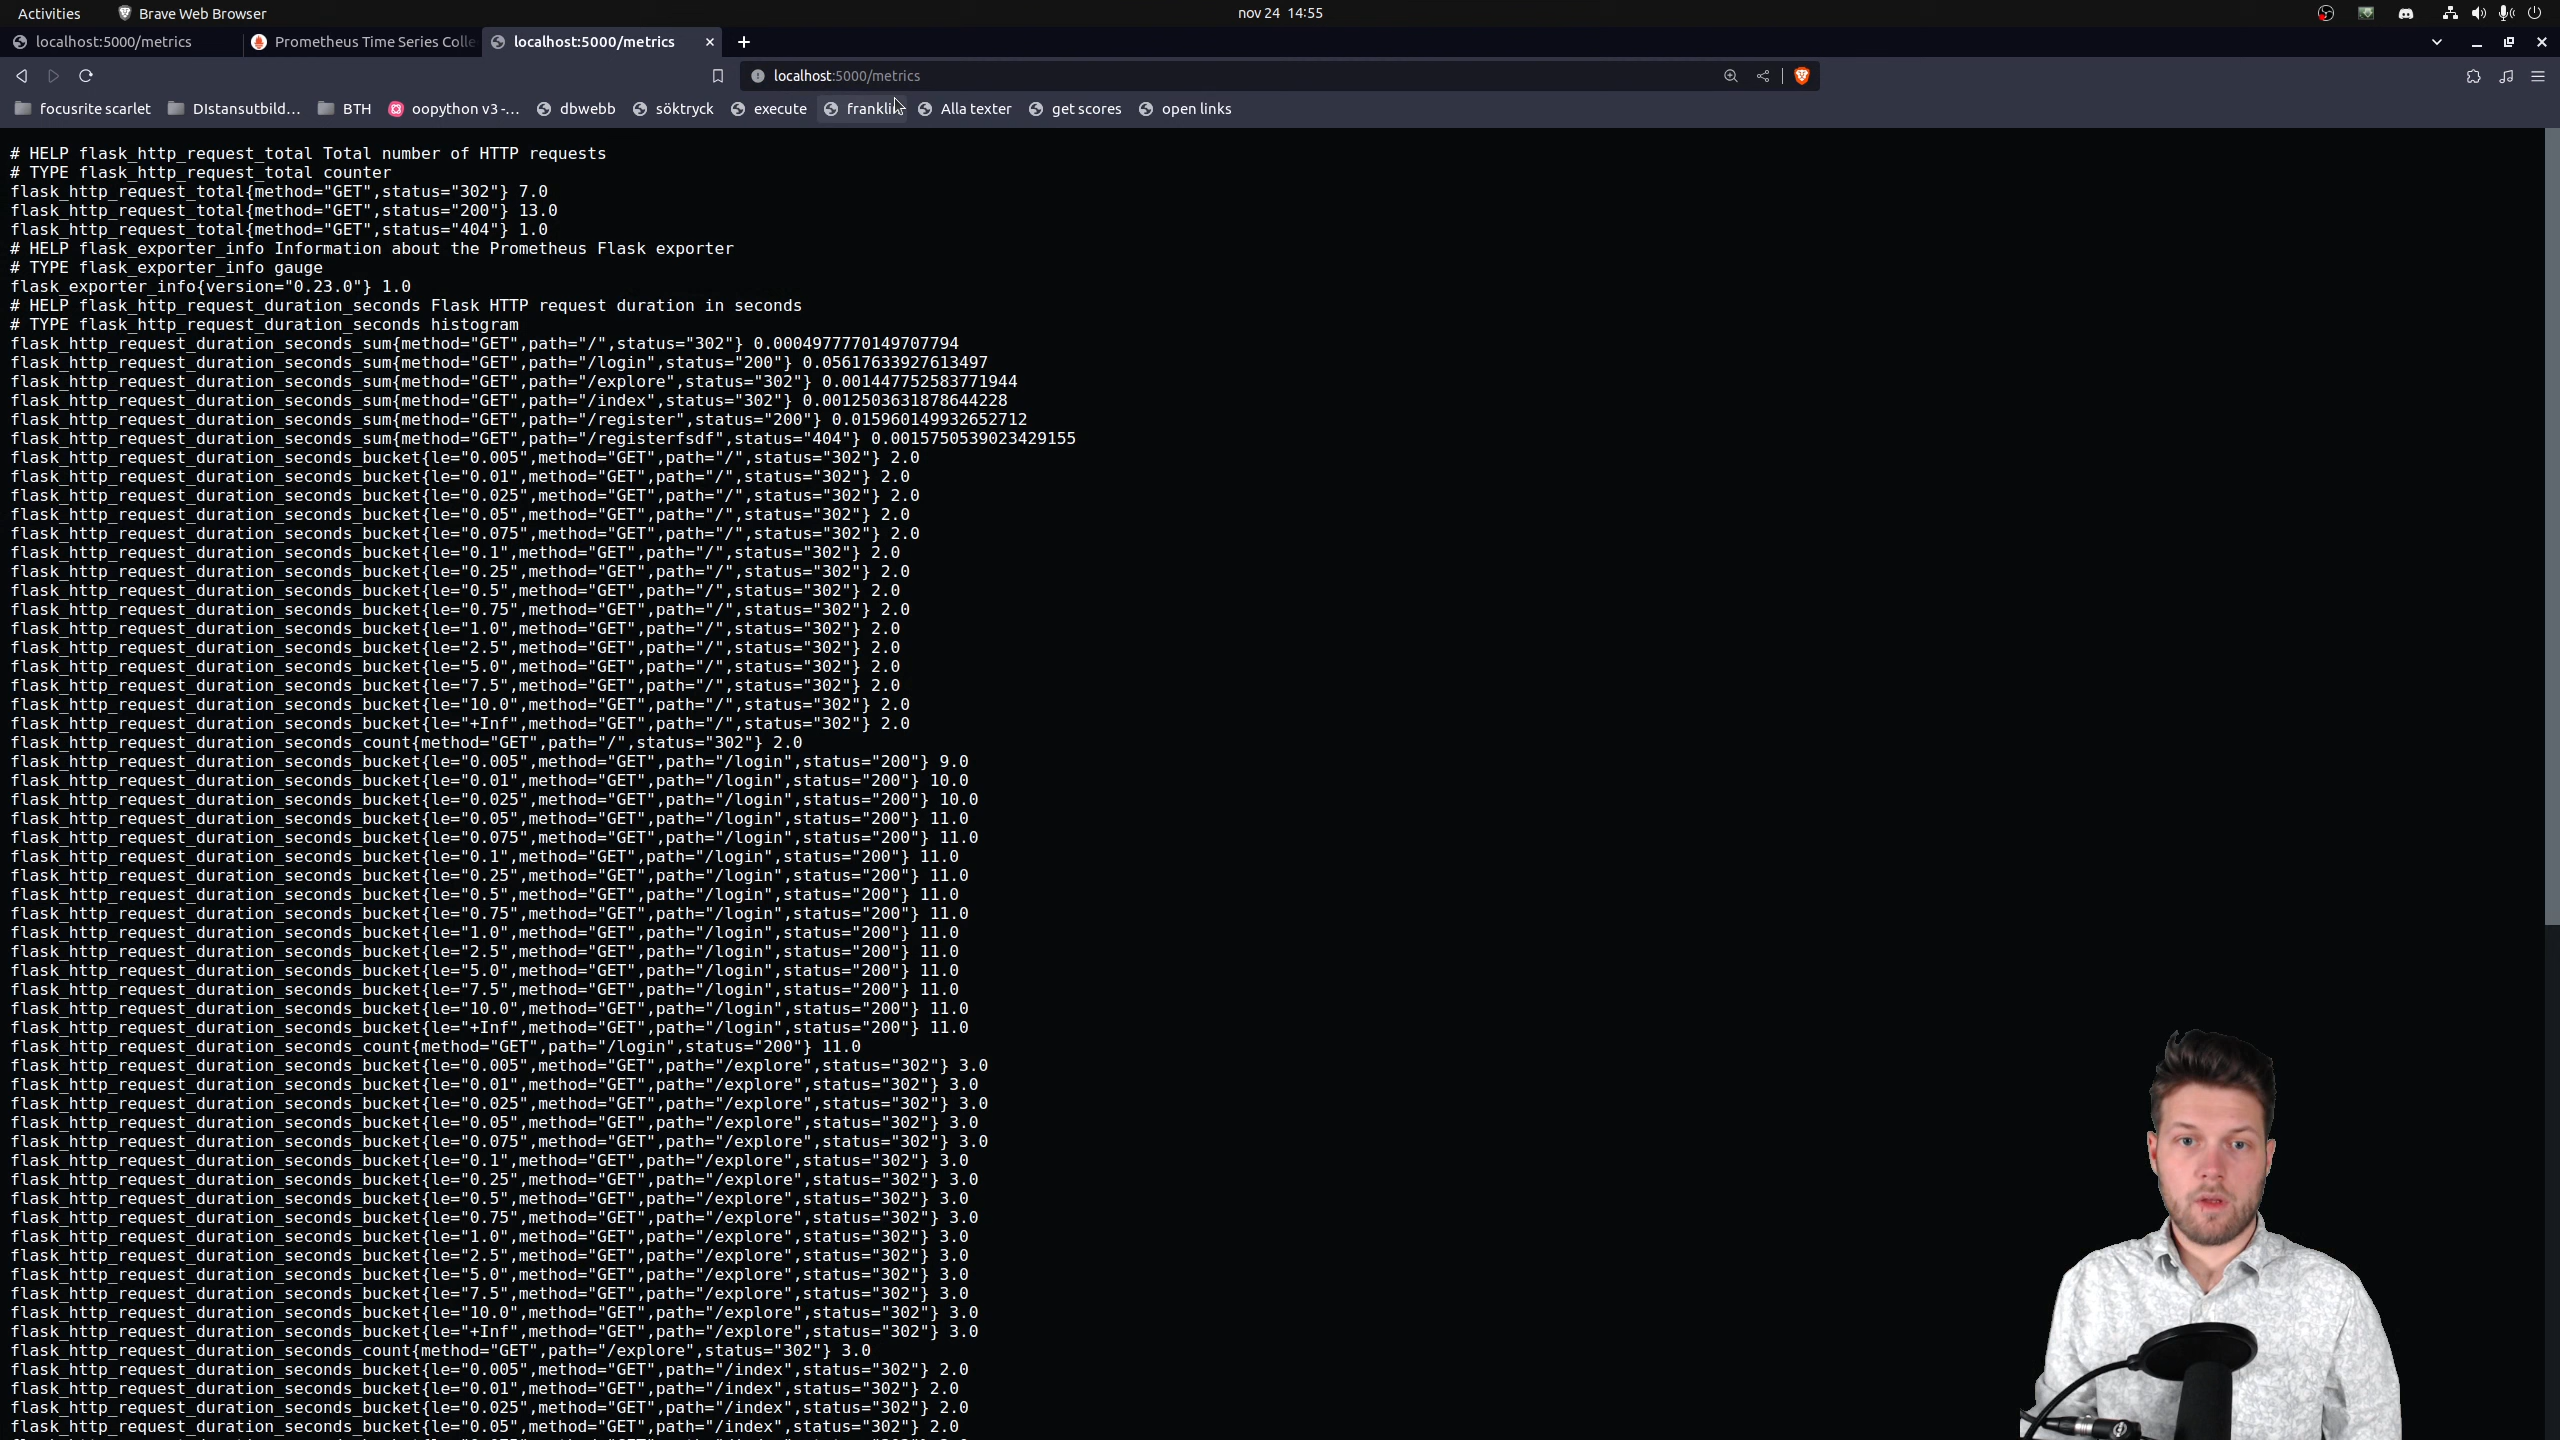 Activities Brave Web Browser nov 24 14:55
localhost:5000/metrics Prometheus Time Series Colle localhost:5000/metrics
localhost:5000/metrics
focusrite scarlet DIstansutbild... BTH oopython v3 -... dbwebb söktryck execute franklin Alla texter get scores open links
# HELP flask_http_request_total Total number of HTTP requests
# TYPE flask_http_request_total counter
flask_http_request_total{method="GET",status="302"} 7.0
flask_http_request_total{method="GET",status="200"} 13.0
flask_http_request_total{method="GET",status="404"} 1.0
# HELP flask_exporter_info Information about the Prometheus Flask exporter
# TYPE flask_exporter_info gauge
flask_exporter_info{version="0.23.0"} 1.0
# HELP flask_http_request_duration_seconds Flask HTTP request duration in seconds
# TYPE flask_http_request_duration_seconds histogram
flask_http_request_duration_seconds_sum{method="GET",path="/",status="302"} 0.0004977770149707794
flask_http_request_duration_seconds_sum{method="GET",path="/login",status="200"} 0.05617633927613497
flask_http_request_duration_seconds_sum{method="GET",path="/explore",status="302"} 0.001447752583771944
flask_http_request_duration_seconds_sum{method="GET",path="/index",status="302"} 0.0012503631878644228
flask_http_request_duration_seconds_sum{method="GET",path="/register",status="200"} 0.015960149932652712
flask_http_request_duration_seconds_sum{method="GET",path="/registerfsdf",status="404"} 0.0015750539023429155
flask_http_request_duration_seconds_bucket{le="0.005",method="GET",path="/",status="302"} 2.0
flask_http_request_duration_seconds_bucket{le="0.01",method="GET",path="/",status="302"} 2.0
flask_http_request_duration_seconds_bucket{le="0.025",method="GET",path="/",status="302"} 2.0
flask_http_request_duration_seconds_bucket{le="0.05",method="GET",path="/",status="302"} 2.0
flask_http_request_duration_seconds_bucket{le="0.075",method="GET",path="/",status="302"} 2.0
flask_http_request_duration_seconds_bucket{le="0.1",method="GET",path="/",status="302"} 2.0
flask_http_request_duration_seconds_bucket{le="0.25",method="GET",path="/",status="302"} 2.0
flask_http_request_duration_seconds_bucket{le="0.5",method="GET",path="/",status="302"} 2.0
flask_http_request_duration_seconds_bucket{le="0.75",method="GET",path="/",status="302"} 2.0
flask_http_request_duration_seconds_bucket{le="1.0",method="GET",path="/",status="302"} 2.0
flask_http_request_duration_seconds_bucket{le="2.5",method="GET",path="/",status="302"} 2.0
flask_http_request_duration_seconds_bucket{le="5.0",method="GET",path="/",status="302"} 2.0
flask_http_request_duration_seconds_bucket{le="7.5",method="GET",path="/",status="302"} 2.0
flask_http_request_duration_seconds_bucket{le="10.0",method="GET",path="/",status="302"} 2.0
flask_http_request_duration_seconds_bucket{le="+Inf",method="GET",path="/",status="302"} 2.0
flask_http_request_duration_seconds_count{method="GET",path="/",status="302"} 2.0
flask_http_request_duration_seconds_bucket{le="0.005",method="GET",path="/login",status="200"} 9.0
flask_http_request_duration_seconds_bucket{le="0.01",method="GET",path="/login",status="200"} 10.0
flask_http_request_duration_seconds_bucket{le="0.025",method="GET",path="/login",status="200"} 10.0
flask_http_request_duration_seconds_bucket{le="0.05",method="GET",path="/login",status="200"} 11.0
flask_http_request_duration_seconds_bucket{le="0.075",method="GET",path="/login",status="200"} 11.0
flask_http_request_duration_seconds_bucket{le="0.1",method="GET",path="/login",status="200"} 11.0
flask_http_request_duration_seconds_bucket{le="0.25",method="GET",path="/login",status="200"} 11.0
flask_http_request_duration_seconds_bucket{le="0.5",method="GET",path="/login",status="200"} 11.0
flask_http_request_duration_seconds_bucket{le="0.75",method="GET",path="/login",status="200"} 11.0
flask_http_request_duration_seconds_bucket{le="1.0",method="GET",path="/login",status="200"} 11.0
flask_http_request_duration_seconds_bucket{le="2.5",method="GET",path="/login",status="200"} 11.0
flask_http_request_duration_seconds_bucket{le="5.0",method="GET",path="/login",status="200"} 11.0
flask_http_request_duration_seconds_bucket{le="7.5",method="GET",path="/login",status="200"} 11.0
flask_http_request_duration_seconds_bucket{le="10.0",method="GET",path="/login",status="200"} 11.0
flask_http_request_duration_seconds_bucket{le="+Inf",method="GET",path="/login",status="200"} 11.0
flask_http_request_duration_seconds_count{method="GET",path="/login",status="200"} 11.0
flask_http_request_duration_seconds_bucket{le="0.005",method="GET",path="/explore",status="302"} 3.0
flask_http_request_duration_seconds_bucket{le="0.01",method="GET",path="/explore",status="302"} 3.0
flask_http_request_duration_seconds_bucket{le="0.025",method="GET",path="/explore",status="302"} 3.0
flask_http_request_duration_seconds_bucket{le="0.05",method="GET",path="/explore",status="302"} 3.0
flask_http_request_duration_seconds_bucket{le="0.075",method="GET",path="/explore",status="302"} 3.0
flask_http_request_duration_seconds_bucket{le="0.1",method="GET",path="/explore",status="302"} 3.0
flask_http_request_duration_seconds_bucket{le="0.25",method="GET",path="/explore",status="302"} 3.0
flask_http_request_duration_seconds_bucket{le="0.5",method="GET",path="/explore",status="302"} 3.0
flask_http_request_duration_seconds_bucket{le="0.75",method="GET",path="/explore",status="302"} 3.0
flask_http_request_duration_seconds_bucket{le="1.0",method="GET",path="/explore",status="302"} 3.0
flask_http_request_duration_seconds_bucket{le="2.5",method="GET",path="/explore",status="302"} 3.0
flask_http_request_duration_seconds_bucket{le="5.0",method="GET",path="/explore",status="302"} 3.0
flask_http_request_duration_seconds_bucket{le="7.5",method="GET",path="/explore",status="302"} 3.0
flask_http_request_duration_seconds_bucket{le="10.0",method="GET",path="/explore",status="302"} 3.0
flask_http_request_duration_seconds_bucket{le="+Inf",method="GET",path="/explore",status="302"} 3.0
flask_http_request_duration_seconds_count{method="GET",path="/explore",status="302"} 3.0
flask_http_request_duration_seconds_bucket{le="0.005",method="GET",path="/index",status="302"} 2.0
flask_http_request_duration_seconds_bucket{le="0.01",method="GET",path="/index",status="302"} 2.0
flask_http_request_duration_seconds_bucket{le="0.025",method="GET",path="/index",status="302"} 2.0
flask_http_request_duration_seconds_bucket{le="0.05",method="GET",path="/index",status="302"} 2.0